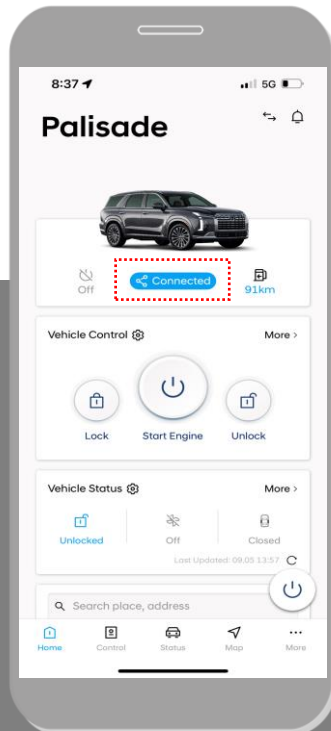 8:37 5G
Palisade
Off Connected 91km
Vehicle Control More >
Lock Start Engine Unlock
Vehicle Status More >
Unlocked Off Closed
Last Updated: 09.05 13:57
Search place, address
Home Control Status Map More